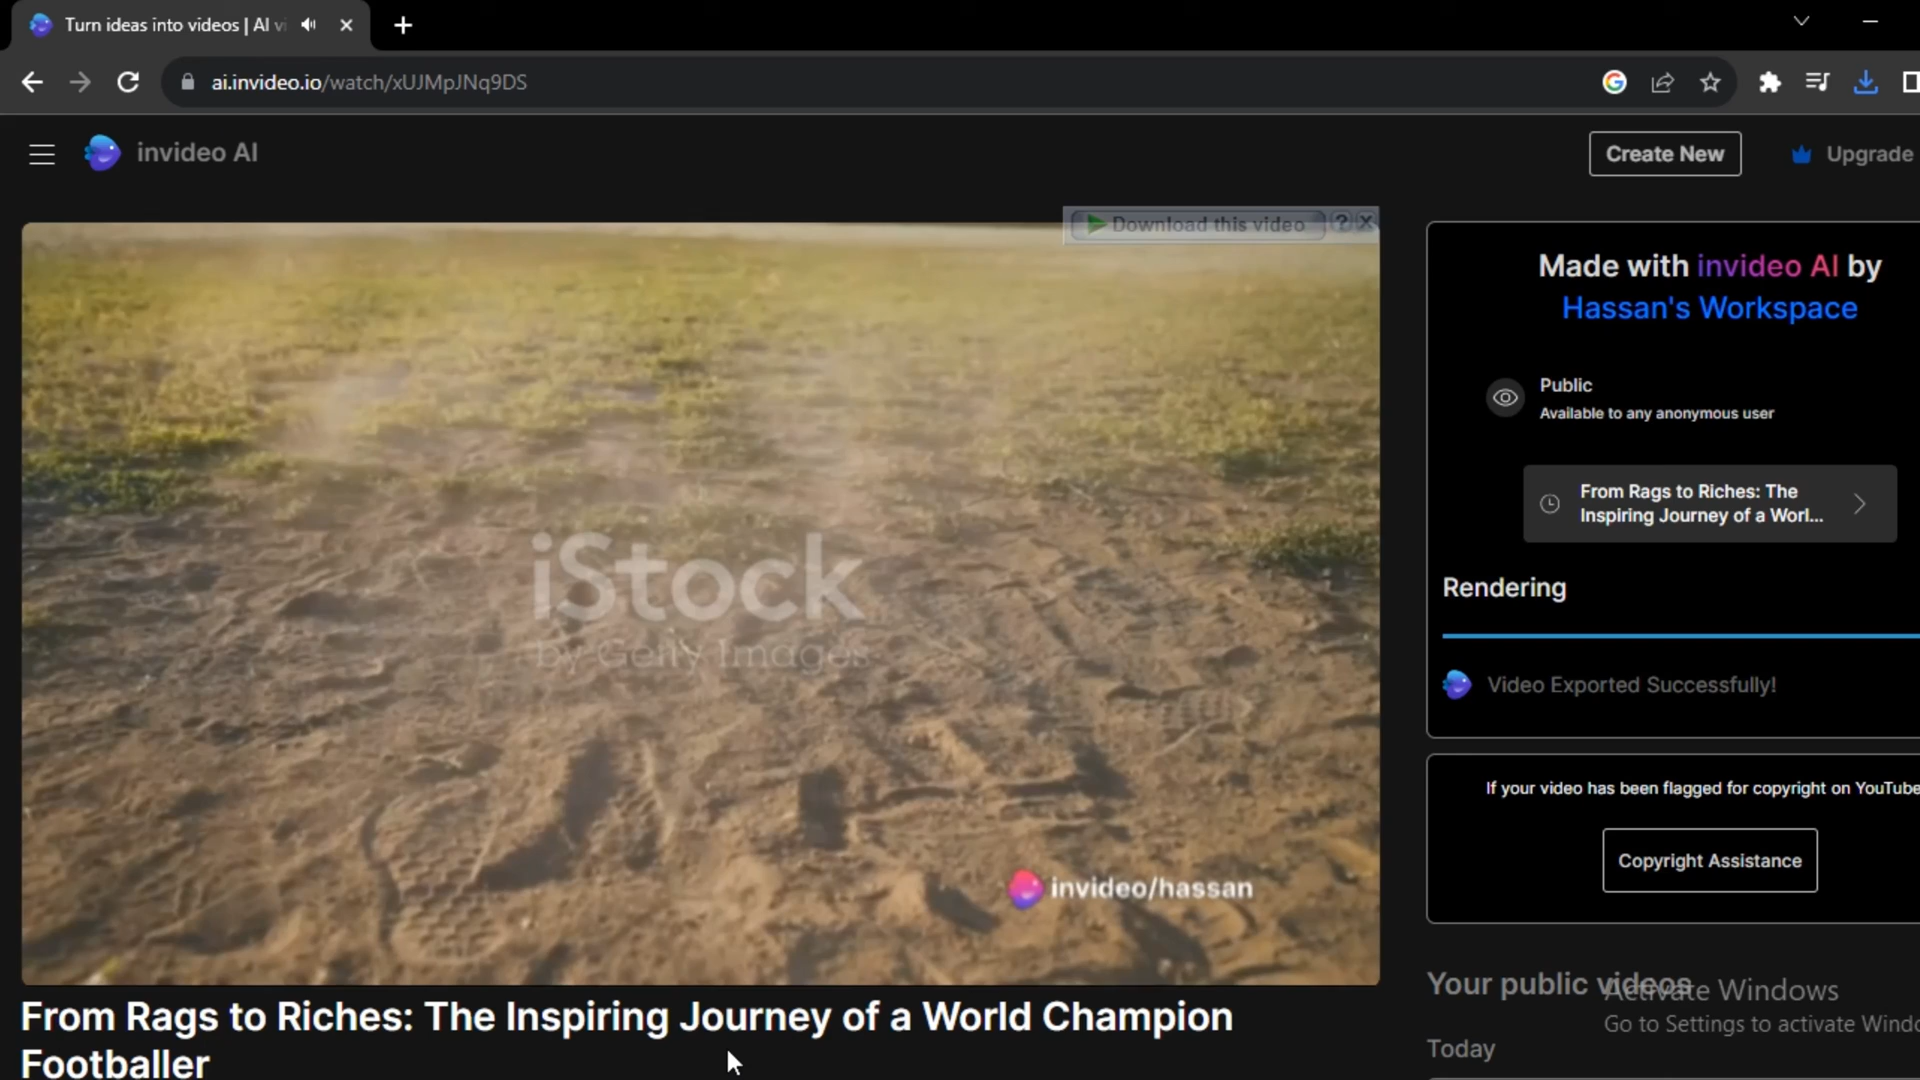 Turn ideas into videos | AI vi
ai.invideo.io/watch/xUJMpJNq9DS
invideo AI
Create New
Upgrade
Download this video
Made with invideo AI by
Hassan's Workspace
Public
Available to any anonymous user
From Rags to Riches: The
Inspiring Journey of a Worl...
Rendering
Video Exported Successfully!
iStock
by Getty Images
invideo/hassan
If your video has been flagged for copyright on YouTube
Copyright Assistance
From Rags to Riches: The Inspiring Journey of a World Champion
Footballer
Your public videos
Today
Activate Windows
Go to Settings to activate Windo